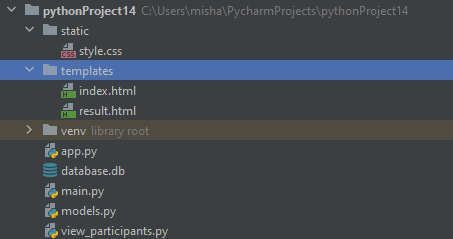 pythonProject14 C:\Users\misha\PycharmProjects\pythonProject14
static
style.css
templates
index.html
result.html
venv library root
app.py
database.db
main.py
models.py
view_participants.py